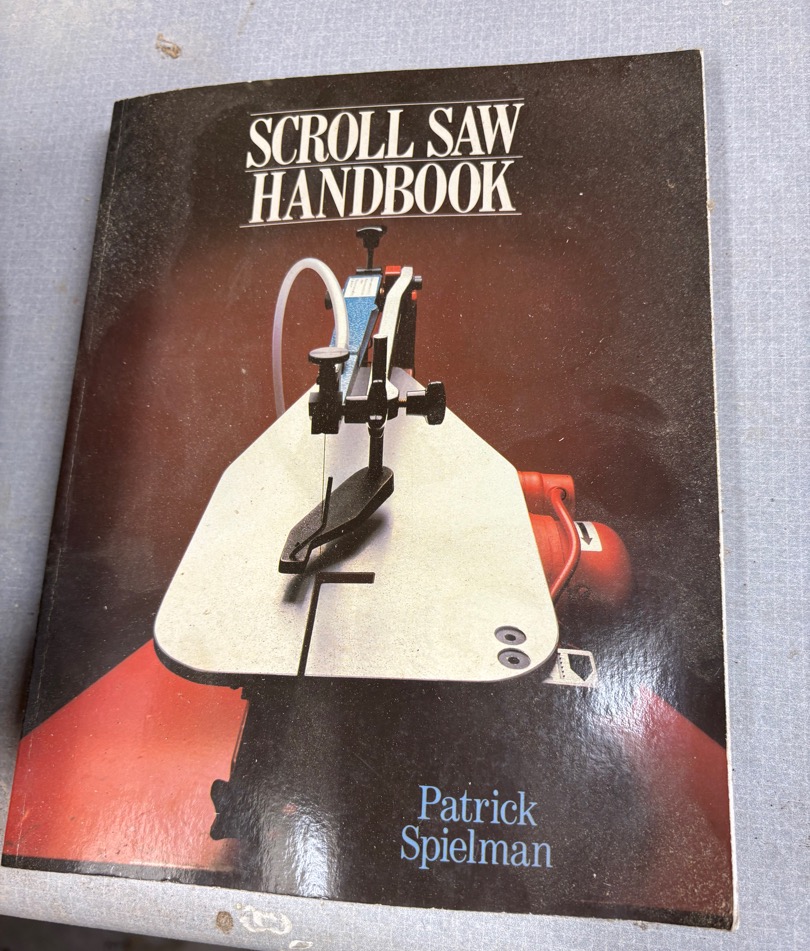 SCROLL SAW
HANDBOOK
Patrick
Spielman